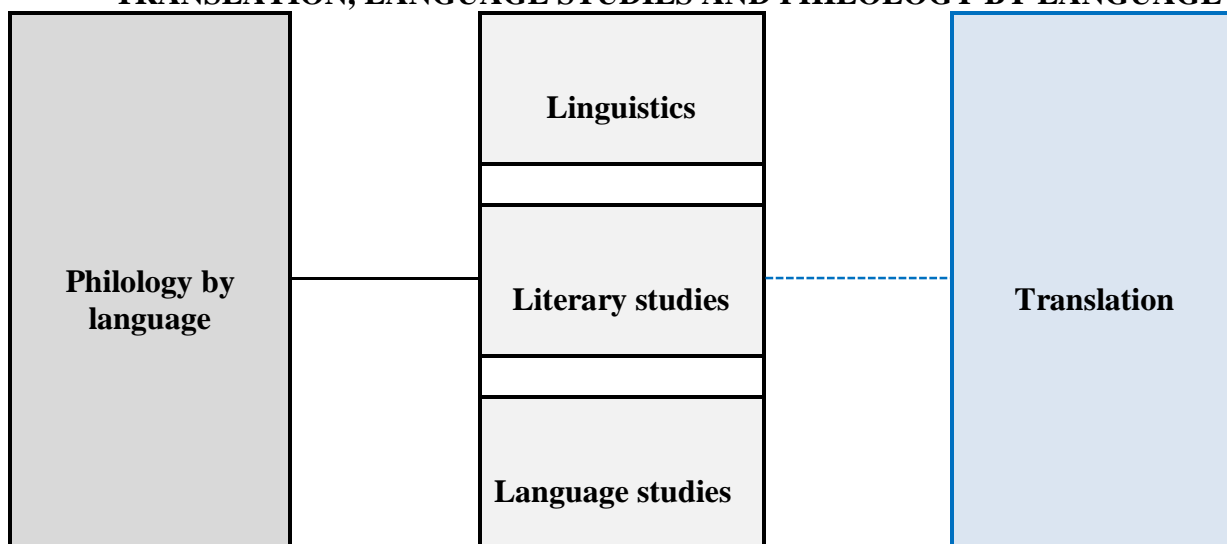 TRANSLATION, LANGUAGE STUDIES AND PHILOLOGY BY LANGUAGE
Philology by
language
Linguistics
Literary studies
Language studies
Translation